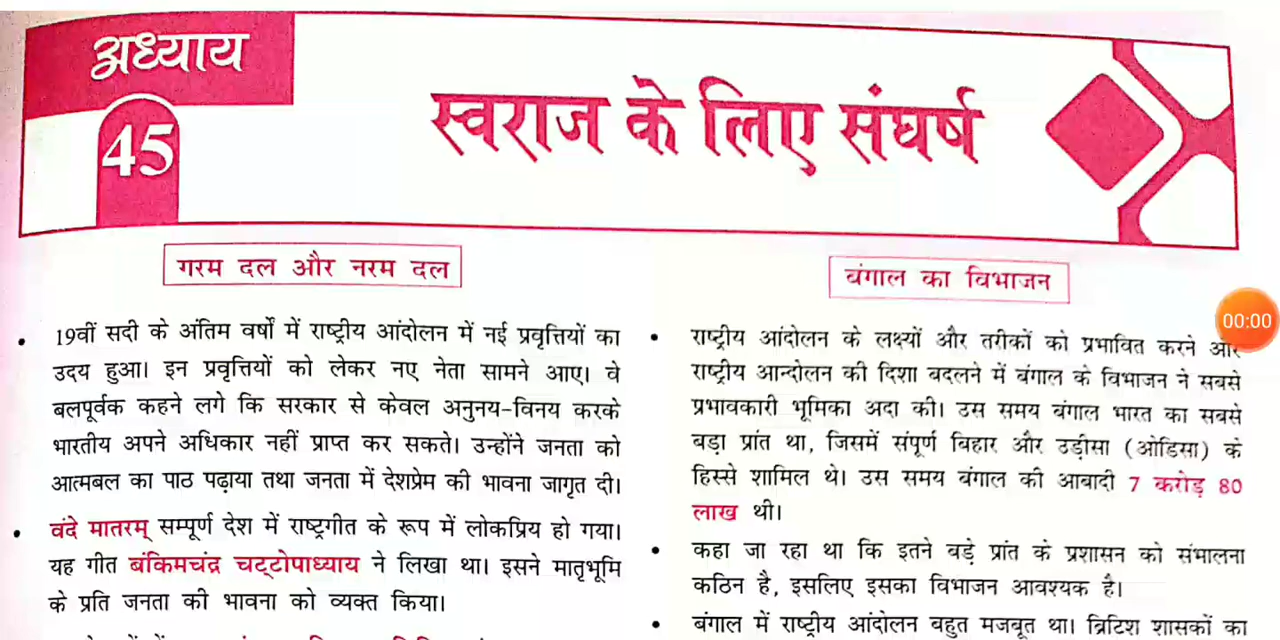 अध्याय
45
स्वराज के लिए संघर्ष
गरम दल और नरम दल
19वीं सदी के अंतिम वर्षों में राष्ट्रीय आंदोलन में नई प्रवृत्तियों का
उदय हुआ। इन प्रवृत्तियों को लेकर नए नेता सामने आए। वे
बलपूर्वक कहने लगे कि सरकार से केवल अनुनय-विनय करके
भारतीय अपने अधिकार नहीं प्राप्त कर सकते। उन्होंने जनता को
आत्मबल का पाठ पढ़ाया तथा जनता में देशप्रेम की भावना जागृत दी।
वंदे मातरम् सम्पूर्ण देश में राष्ट्रगीत के रूप में लोकप्रिय हो गया।
यह गीत बंकिमचंद्र चट्टोपाध्याय ने लिखा था। इसने मातृभूमि
के प्रति जनता की भावना को व्यक्त किया।
बंगाल का विभाजन
राष्ट्रीय आंदोलन के लक्ष्यों और तरीकों को प्रभावित करने और
राष्ट्रीय आन्दोलन की दिशा बदलने में बंगाल के विभाजन ने सबसे
प्रभावकारी भूमिका अदा की। उस समय बंगाल भारत का सबसे
बड़ा प्रांत था, जिसमें संपूर्ण बिहार और उड़ीसा (ओडिसा) के
हिस्से शामिल थे। उस समय बंगाल की आबादी 7 करोड़ 80
लाख थी।
कहा जा रहा था कि इतने बड़े प्रांत के प्रशासन को संभालना
कठिन है, इसलिए इसका विभाजन आवश्यक है।
बंगाल में राष्ट्रीय आंदोलन बहुत मजबूत था। ब्रिटिश शासकों का
00:00